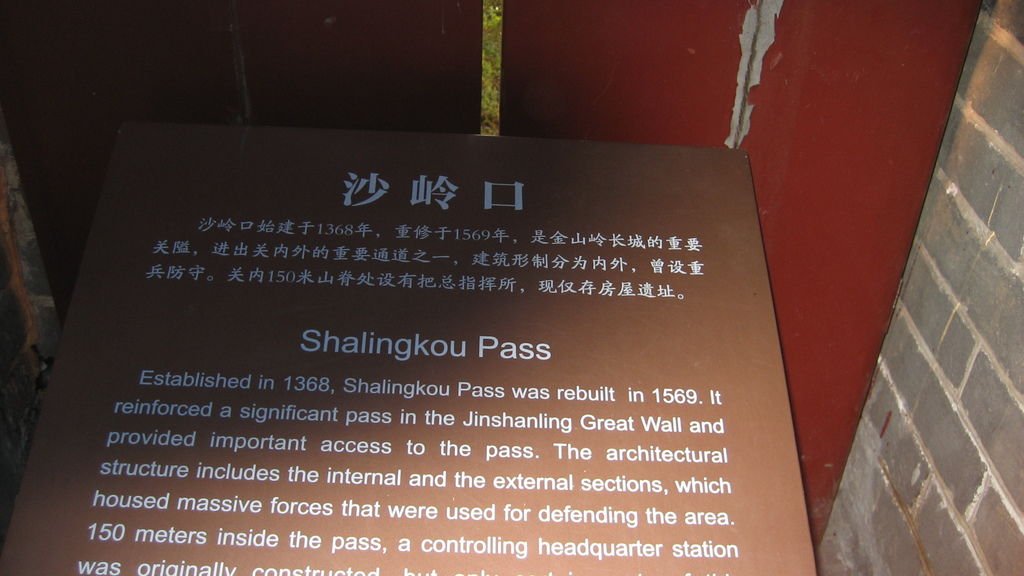 沙岭口
沙岭口始建于1368年，重修于1569年，是金山岭长城的重要
关隘，进出关内外的重要通道之一，建筑形制分为内外，曾设重
兵防守。关内150米山脊处设有把总指挥所，现仅存房屋遗址。
Shalingkou Pass
Established in 1368, Shalingkou Pass was rebuilt in 1569. It
reinforced a significant pass in the Jinshanling Great Wall and
provided important access to the pass. The architectural
structure includes the internal and the external sections, which
housed massive forces that were used for defending the area.
150 meters inside the pass, a controlling headquarter station
was originally constructed, but only